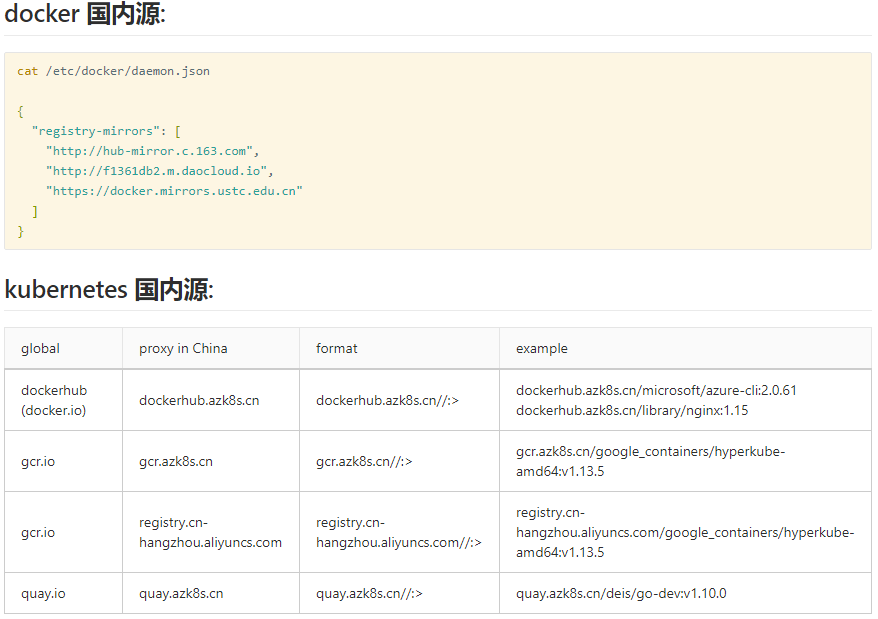 docker 国内源:
cat /etc/docker/daemon.json
{
"registry-mirrors": [
"http://hub-mirror.c.163.com",
"http://f1361db2.m.daocloud.io",
"https://docker.mirrors.ustc.edu.cn"
]
}
kubernetes 国内源:
global proxy in China format example
dockerhub (docker.io) dockerhub.azk8s.cn dockerhub.azk8s.cn//:> dockerhub.azk8s.cn/microsoft/azure-cli:2.0.61
dockerhub.azk8s.cn/library/nginx:1.15
gcr.io gcr.azk8s.cn gcr.azk8s.cn//:> gcr.azk8s.cn/google_containers/hyperkube-
amd64:v1.13.5
gcr.io registry.cn-
hangzhou.aliyuncs.com registry.cn-
hangzhou.aliyuncs.com//:> registry.cn-
hangzhou.aliyuncs.com/google_containers/hyperkube-
amd64:v1.13.5
quay.io quay.azk8s.cn quay.azk8s.cn//:> quay.azk8s.cn/deis/go-dev:v1.10.0